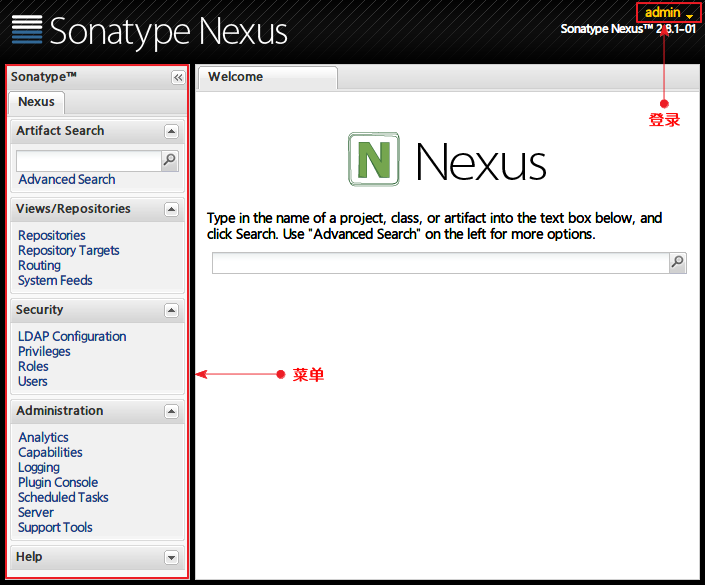 Sonatype Nexus
admin
Sonatype Nexus™ 2.8.1-01
登录
Sonatype™
Nexus
Artifact Search
Advanced Search
Views/Repositories
Repositories
Repository Targets
Routing
System Feeds
Security
LDAP Configuration
Privileges
Roles
Users
Administration
Analytics
Capabilities
Logging
Plugin Console
Scheduled Tasks
Server
Support Tools
Help
Welcome
N Nexus
Type in the name of a project, class, or artifact into the text box below, and
click Search. Use "Advanced Search" on the left for more options.
菜单